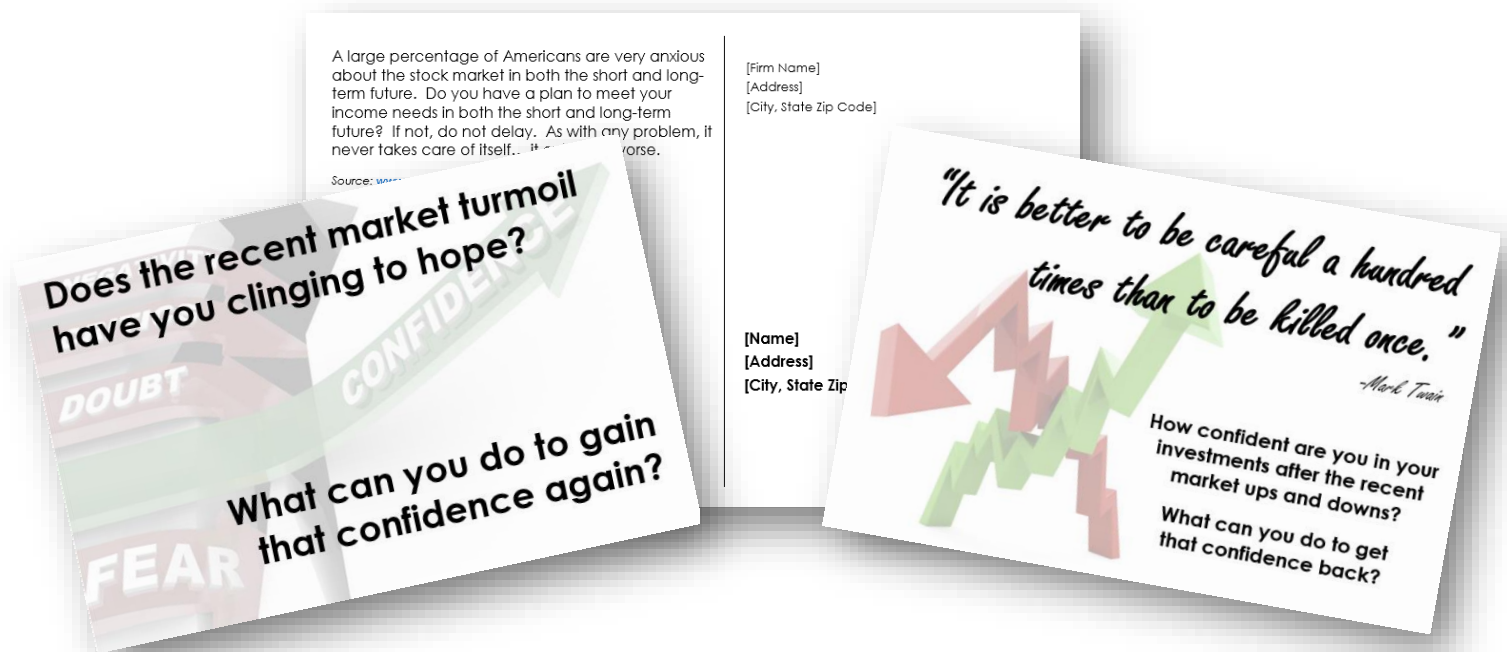 A large percentage of Americans are very anxious
about the stock market in both the short and long-
term future.  Do you have a plan to meet your
income needs in both the short and long-term
future?  If not, do not delay.  As with any problem, it
never takes care of itself..
Source:
[Firm Name]
[Address]
[City, State Zip Code]
[Name]
[Address]
[City, State Zip
Does the recent market turmoil
have you clinging to hope?
CONFIDENCE
DOUBT
What can you do to gain
that confidence again?
FEAR
"It is better to be careful a hundred
times than to be killed once."
-Mark Twain
How confident are you in your
investments after the recent
market ups and downs?
What can you do to get
that confidence back?